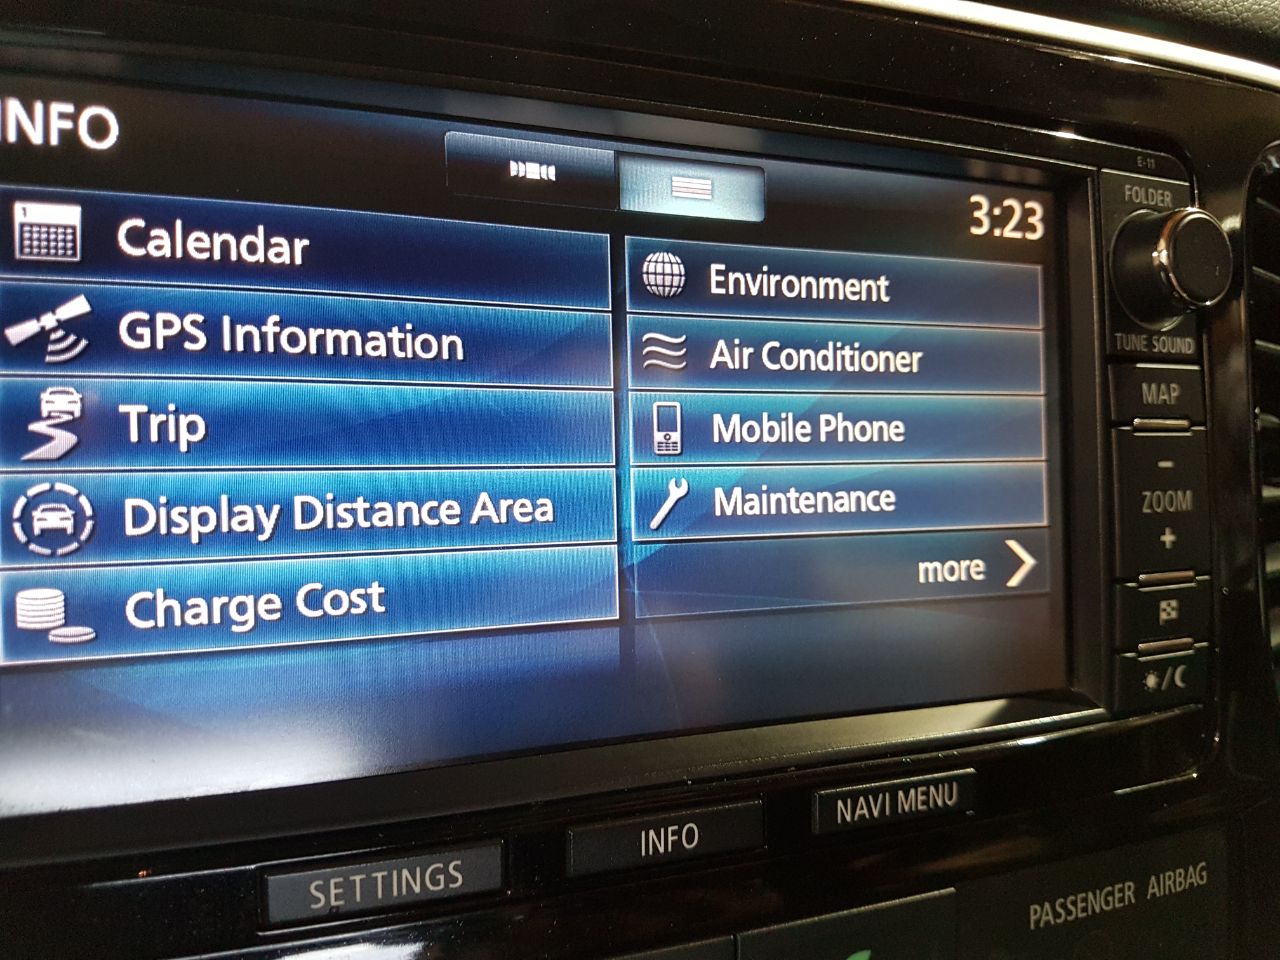 INFO
3:23
Calendar
GPS Information
Trip
Display Distance Area
Charge Cost
Environment
Air Conditioner
Mobile Phone
Maintenance
more
E-11
FOLDER
TUNE SOUND
MAP
-
ZOOM
+
SETTINGS
INFO
NAVI MENU
PASSENGER AIRBAG